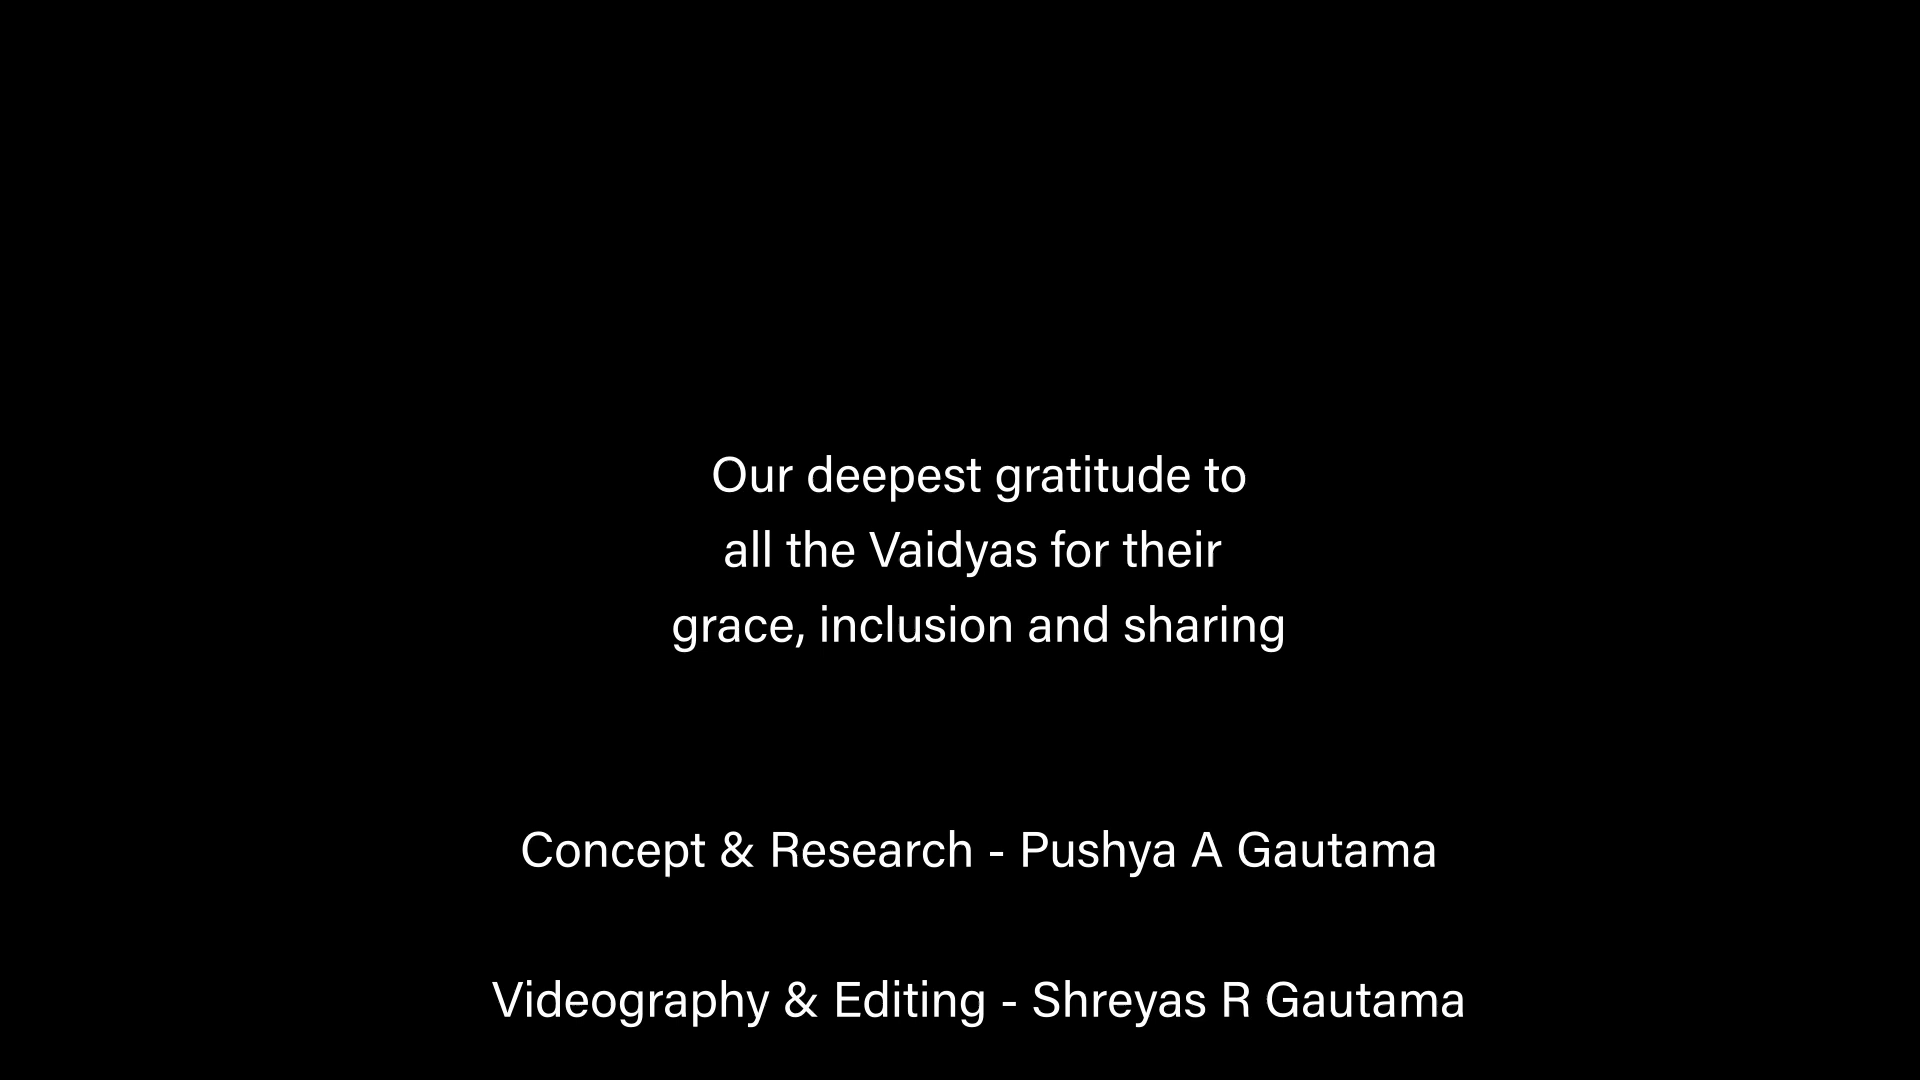 Our deepest gratitude to
all the Vaidyas for their
grace, inclusion and sharing
Concept & Research - Pushya A Gautama
Videography & Editing - Shreyas R Gautama